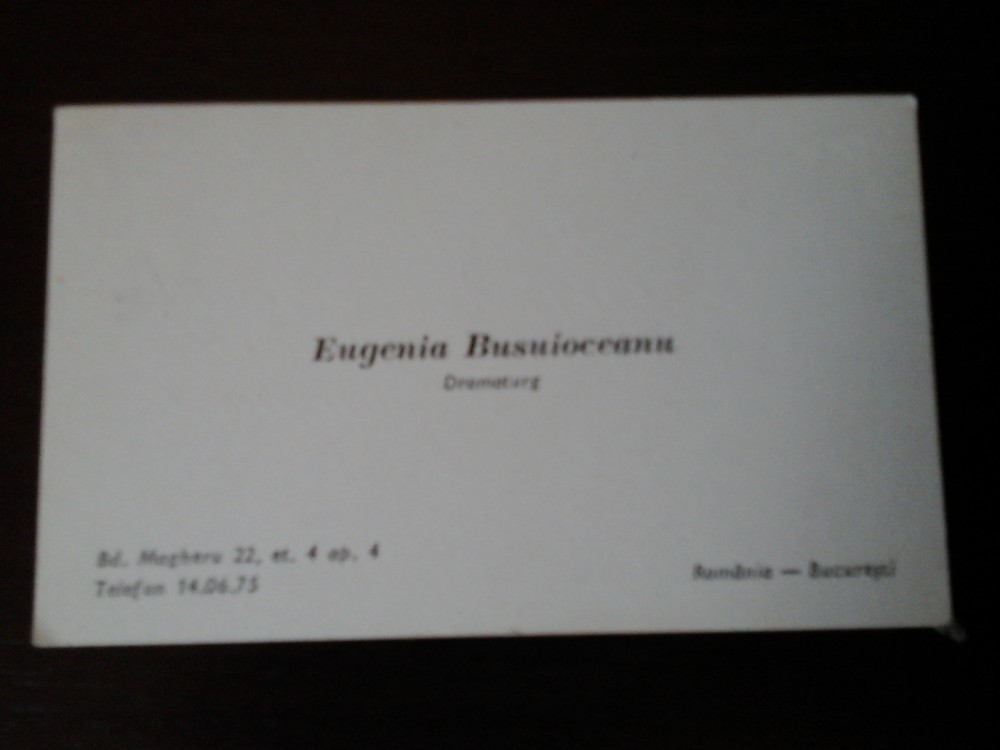 Eugenia Busuioceanu
Dramaturg
Bd. Magheru 22, et. 4 ap. 4
Telefon 14.06.75
România — București